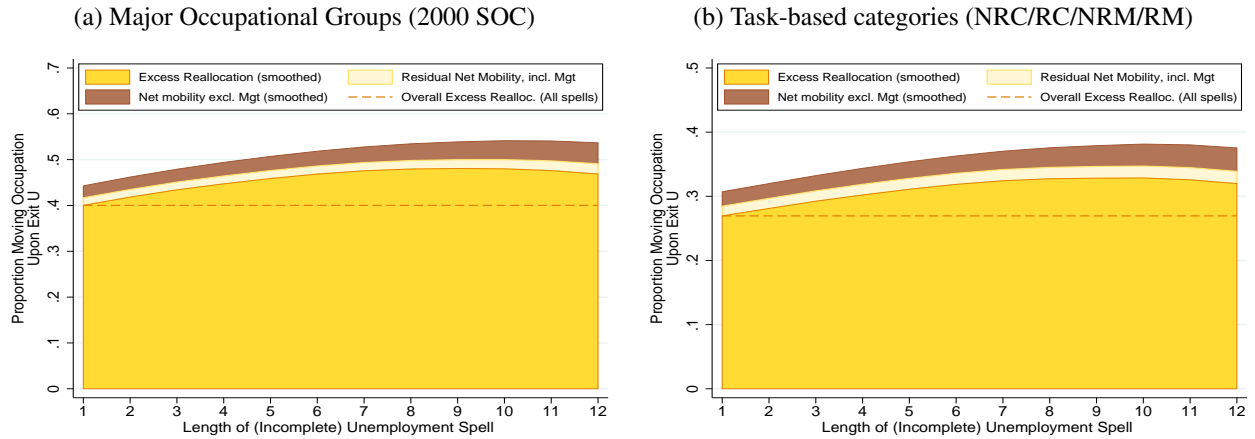 (a) Major Occupational Groups (2000 SOC)
Excess Reallocation (smoothed)
Residual Net Mobility, incl. Mgt
Net mobility excl. Mgt (smoothed)
Overall Excess Realloc. (All spells)
Proportion Moving Occupation
Upon Exit U
0
.1
.2
.3
.4
.5
.6
.7
1 2 3 4 5 6 7 8 9 10 11 12
Length of (Incomplete) Unemployment Spell
(b) Task-based categories (NRC/RC/NRM/RM)
Excess Reallocation (smoothed)
Residual Net Mobility, incl. Mgt
Net mobility excl. Mgt (smoothed)
Overall Excess Realloc. (All spells)
Proportion Moving Occupation
Upon Exit U
0
.1
.2
.3
.4
.5
1 2 3 4 5 6 7 8 9 10 11 12
Length of (Incomplete) Unemployment Spell